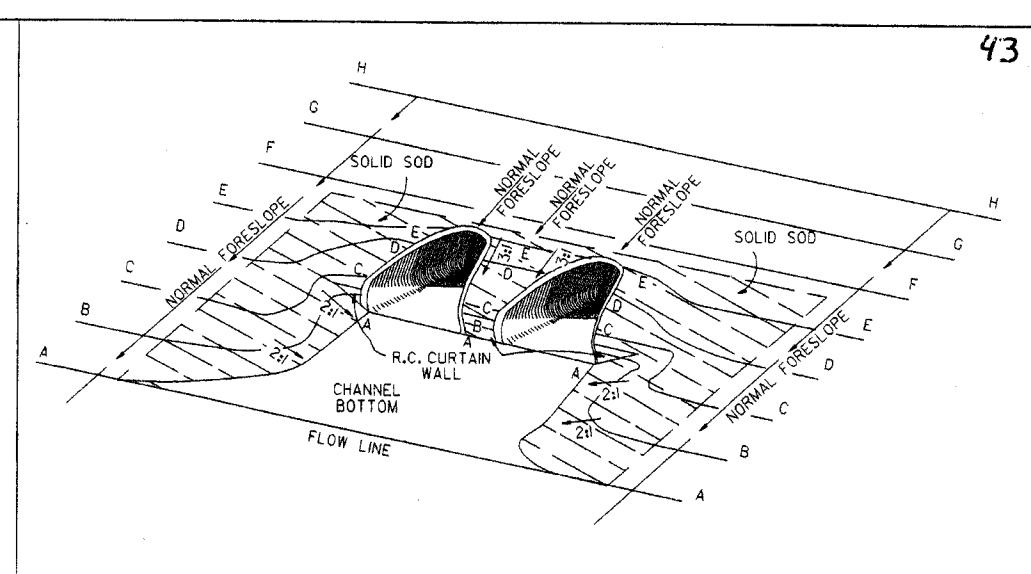 43
H
G
F
SOLID SOD
NORMAL
FORESLOPE
NORMAL
FORESLOPE
NORMAL
FORESLOPE
E
D
C
B
A
NORMAL FORESLOPE
SOLID SOD
H
G
F
E
D
C
B
A
NORMAL FORESLOPE
E
D
C
A
3:1
E
D
3:1
C
B
A
E
D
C
A
2:1
2:1
2:1
2:1
R.C. CURTAIN
WALL
CHANNEL
BOTTOM
FLOW LINE